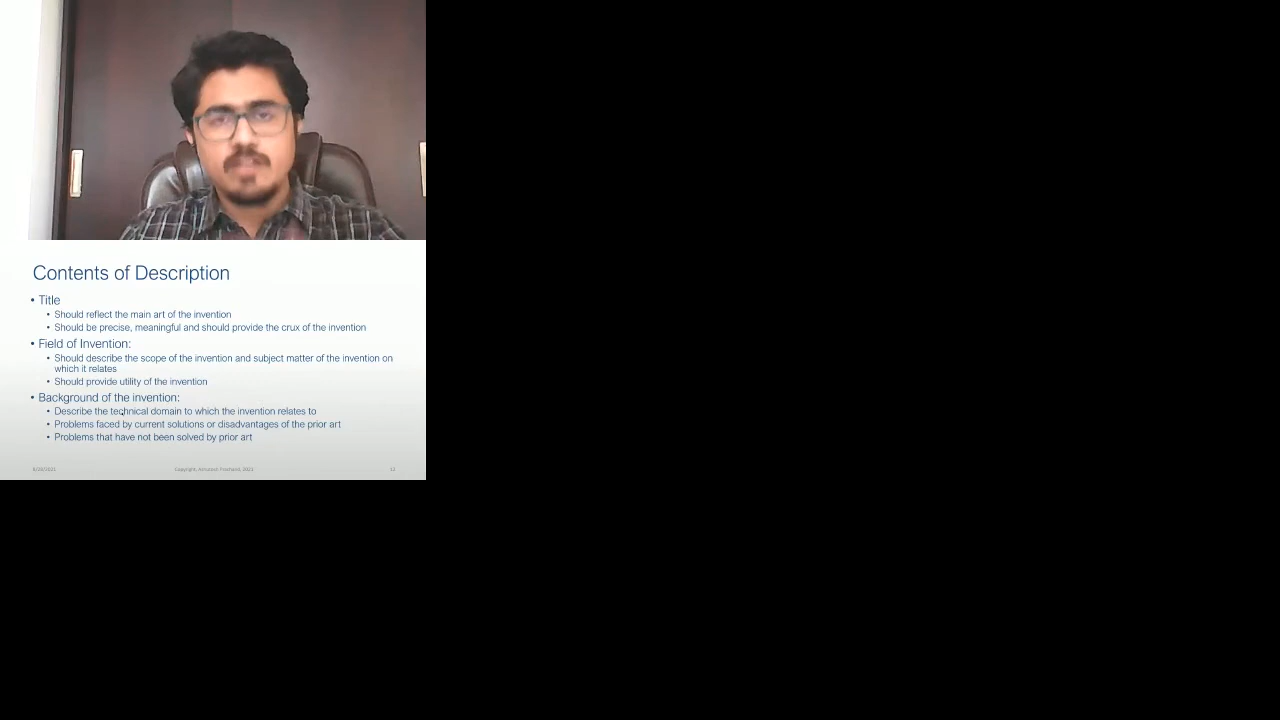 Contents of Description
• Title
• Should reflect the main art of the invention
• Should be precise, meaningful and should provide the crux of the invention
• Field of Invention:
• Should describe the scope of the invention and subject matter of the invention on
which it relates
• Should provide utility of the invention
• Background of the invention:
• Describe the technical domain to which the invention relates to
• Problems faced by current solutions or disadvantages of the prior art
• Problems that have not been solved by prior art
Copyright, 
12